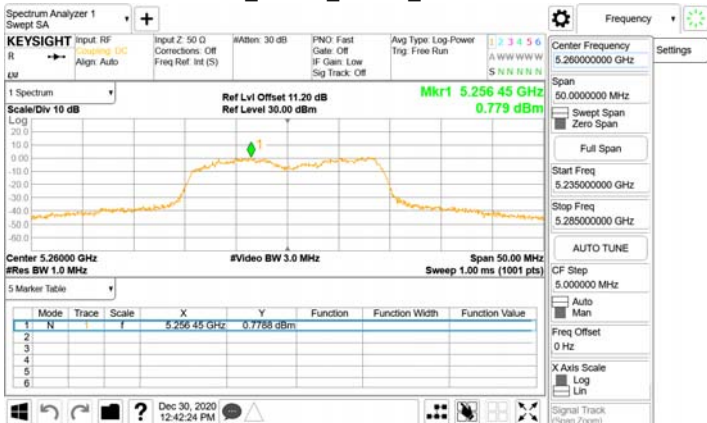 Spectrum Analyzer 1
Swept SA
Frequency
KEYSIGHT
Input: RF
Coupling: DC
Align: Auto
Input Z: 50 Ω
Corrections: Off
Freq Ref: Int (S)
#Atten: 30 dB
PNO: Fast
Gate: Off
IF Gain: Low
Sig Track: Off
Avg Type: Log-Power
Trig: Free Run
1 2 3 4 5 6
A W W W W W
S N N N N N
R
Center Frequency
5.260000000 GHz
Settings
Span
50.0000000 MHz
Swept Span
Zero Span
Full Span
Start Freq
5.235000000 GHz
Stop Freq
5.285000000 GHz
AUTO TUNE
CF Step
5.000000 MHz
Auto
Man
Freq Offset
0 Hz
X Axis Scale
Log
Lin
Signal Track
(Span Zoom)
1 Spectrum
Scale/Div 10 dB
Ref Lvl Offset 11.20 dB
Ref Level 30.00 dBm
Mkr1 5.256 45 GHz
0.779 dBm
Log
20.0
10.0
0.00
-10.0
-20.0
-30.0
-40.0
-50.0
-60.0
1
Center 5.26000 GHz
#Res BW 1.0 MHz
#Video BW 3.0 MHz
Span 50.00 MHz
Sweep 1.00 ms (1001 pts)
5 Marker Table
Mode Trace Scale X Y Function Function Width Function Value
1 N 1 f 5.256 45 GHz 0.7788 dBm
2
3
4
5
6
?
Dec 30, 2020
12:42:24 PM